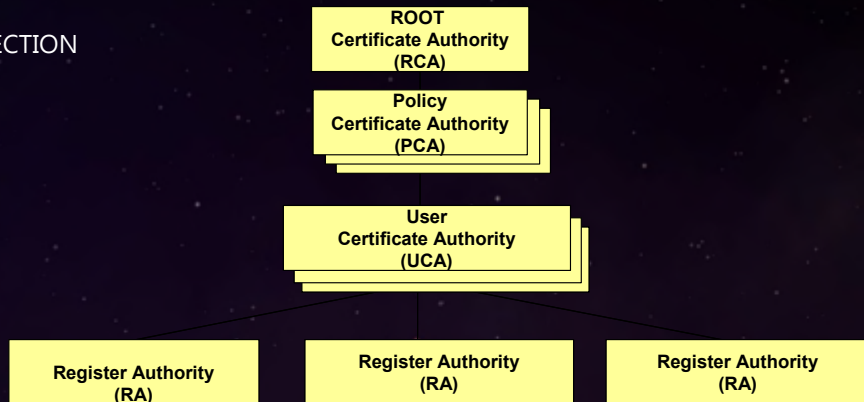 ROOT
Certificate Authority
(RCA)
Policy
Certificate Authority
(PCA)
User
Certificate Authority
(UCA)
Register Authority
(RA)
Register Authority
(RA)
Register Authority
(RA)